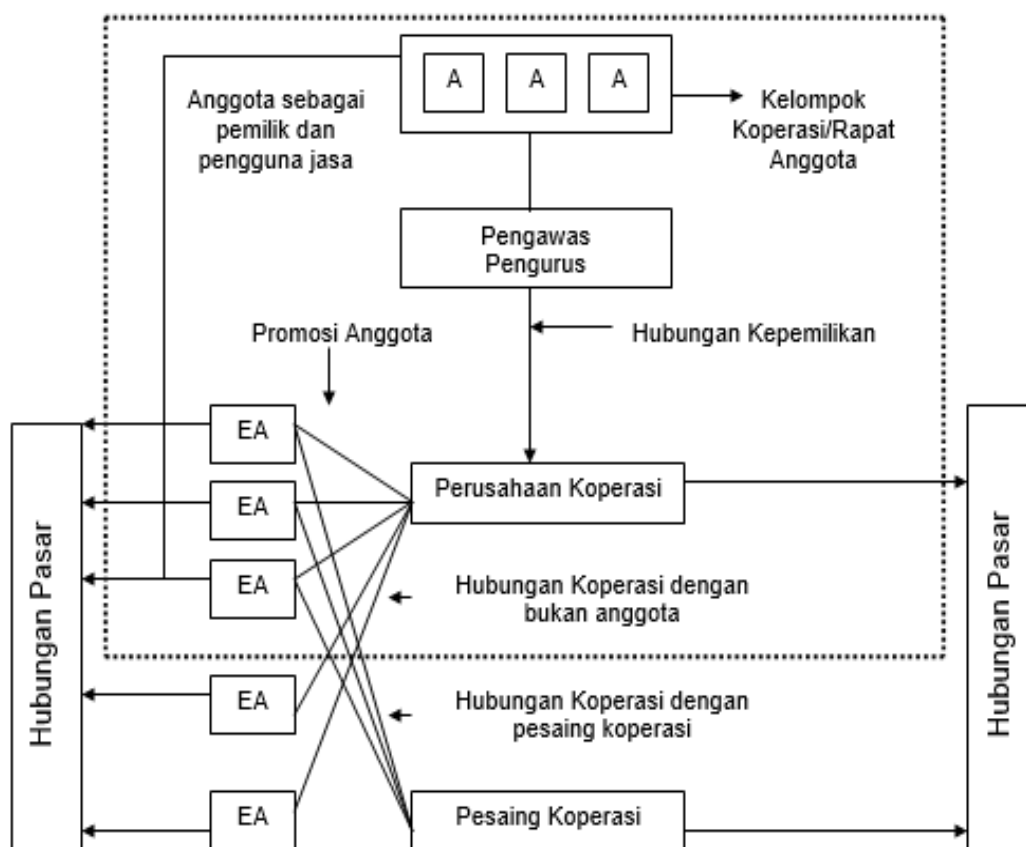 A
A
A
Anggota sebagai
pemilik dan
pengguna jasa
Kelompok
Koperasi/Rapat
Anggota
Pengawas
Pengurus
Promosi Anggota
Hubungan Kepemilikan
EA
Perusahaan Koperasi
EA
EA
Hubungan Koperasi dengan
bukan anggota
Hubungan Pasar
Hubungan Pasar
EA
Hubungan Koperasi dengan
pesaing koperasi
EA
Pesaing Koperasi